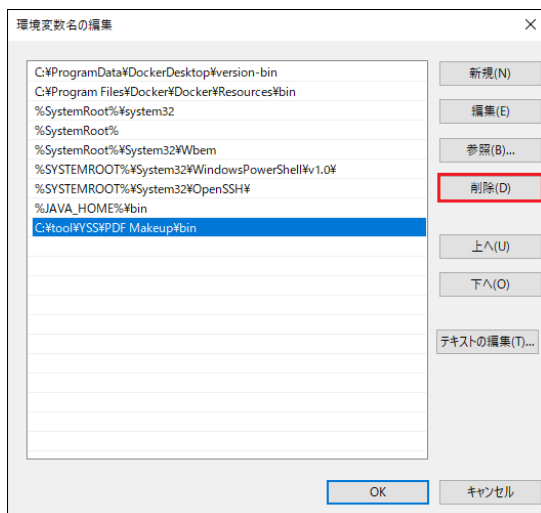 環境変数名の編集
C:¥ProgramData¥DockerDesktop¥version-bin
C:¥Program Files¥Docker¥Docker¥Resources¥bin
%SystemRoot%¥system32
%SystemRoot%
%SystemRoot%¥System32¥Wbem
%SYSTEMROOT%¥System32¥WindowsPowerShell¥v1.0¥
%SYSTEMROOT%¥System32¥OpenSSH¥
%JAVA_HOME%¥bin
C:¥tool¥YSS¥PDF Makeup¥bin
新規(N)
編集(E)
参照(B)...
削除(D)
上へ(U)
下へ(O)
テキストの編集(T)...
OK
キャンセル